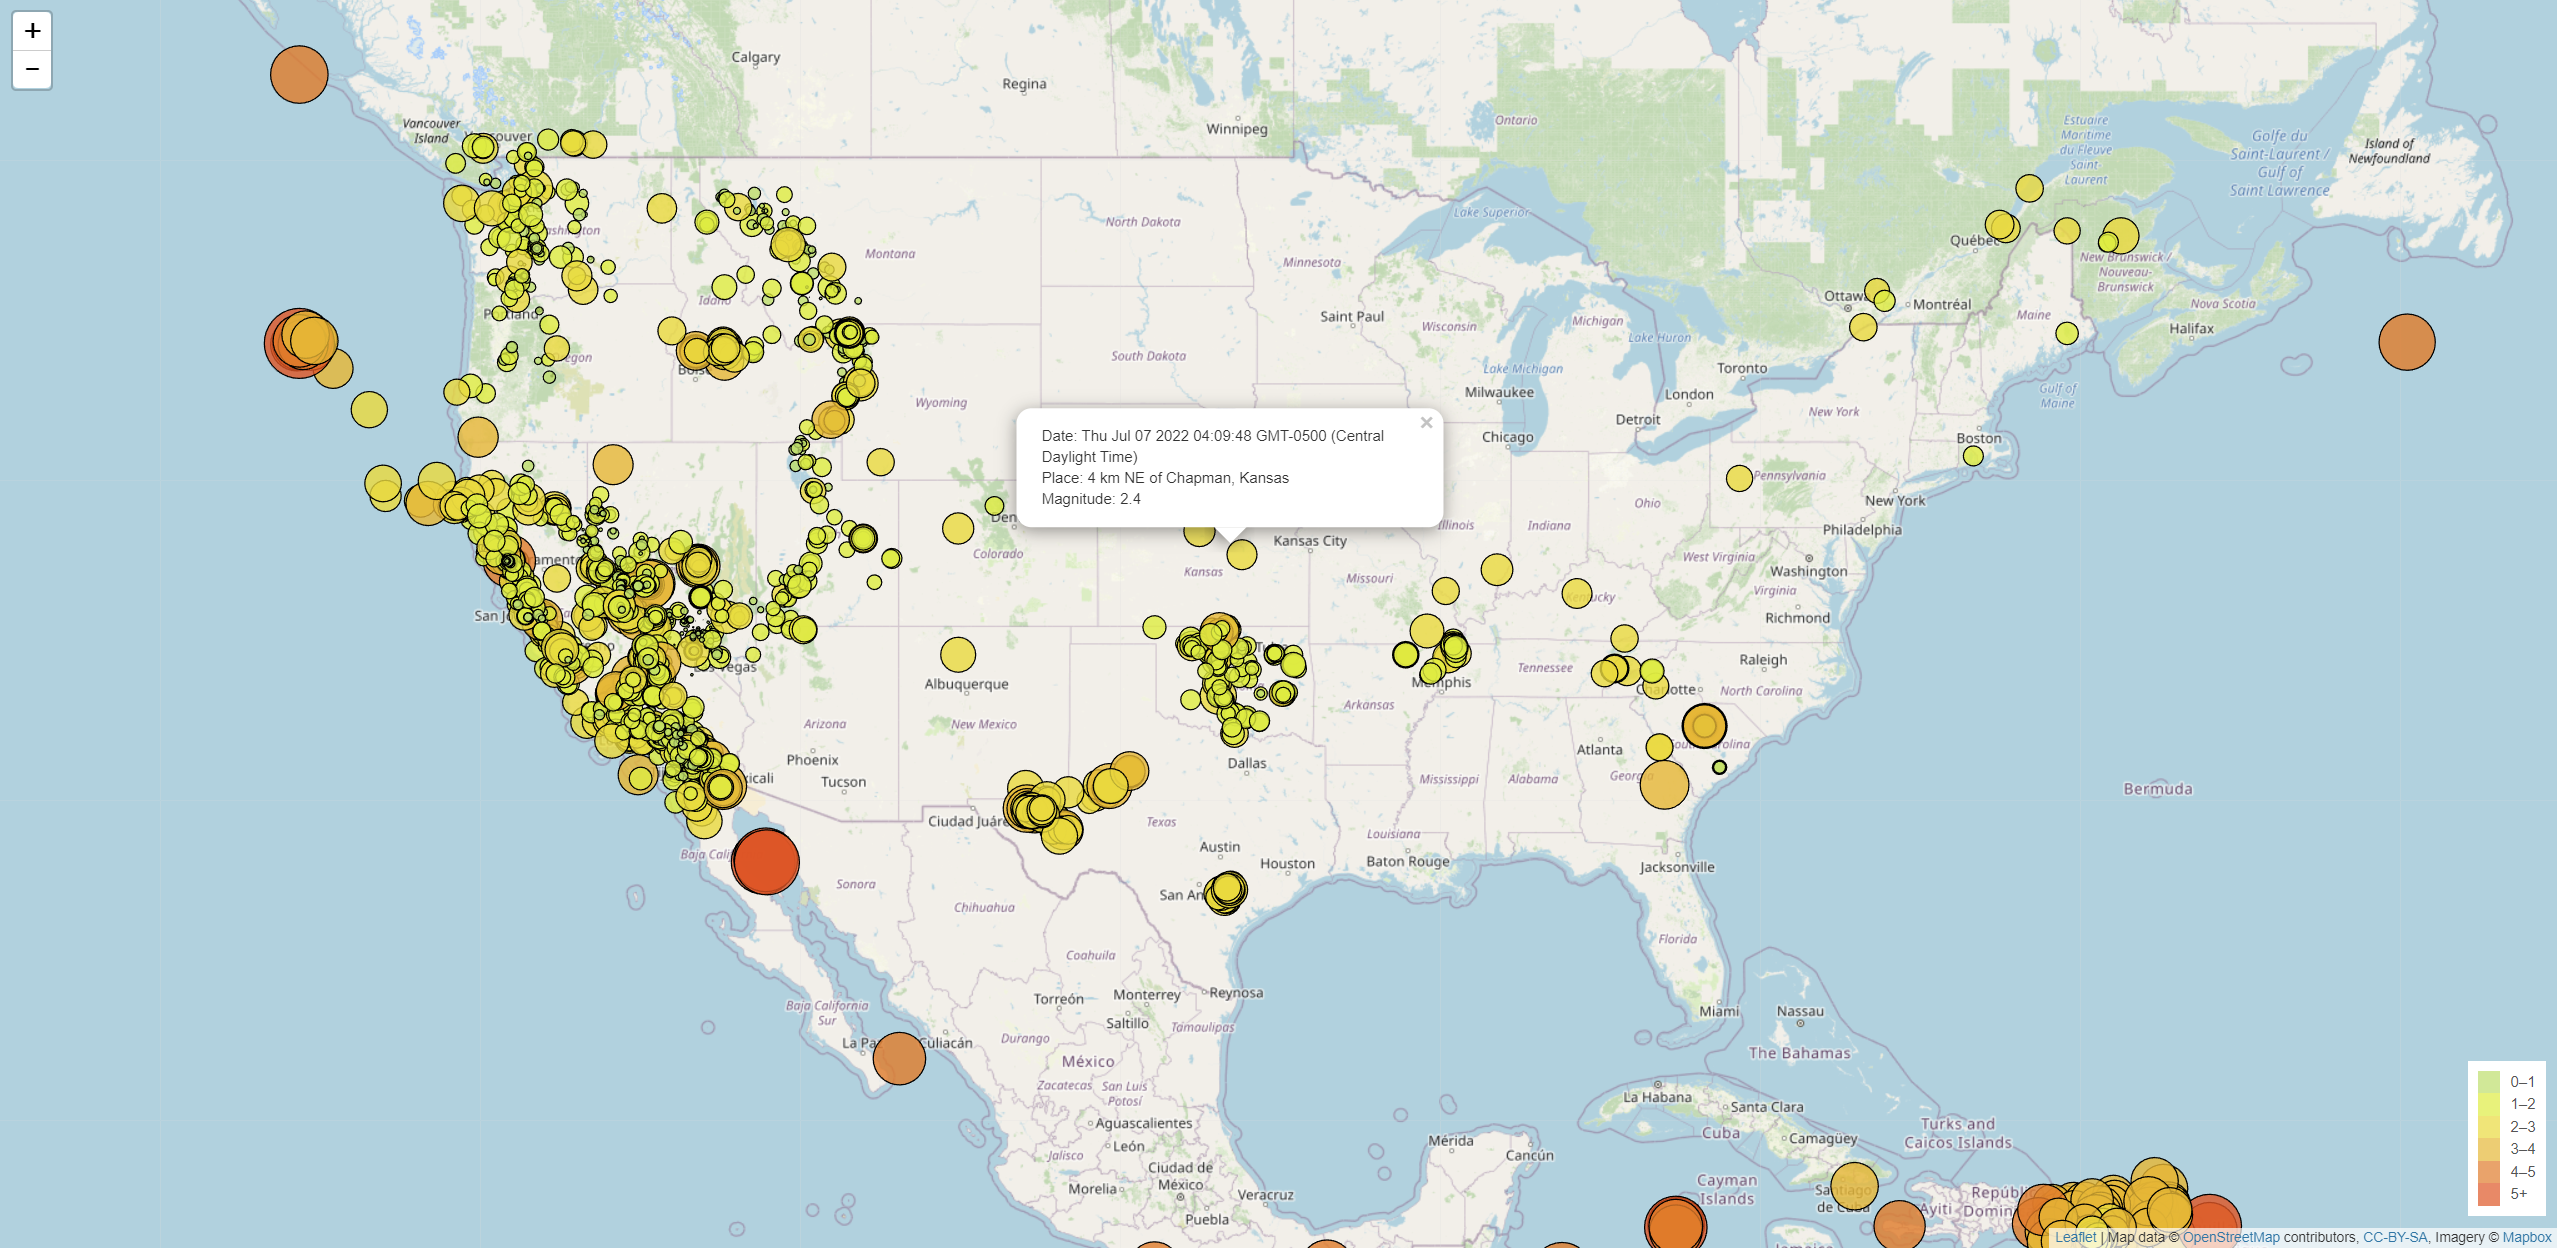 +
−
Calgary
Regina
Winnipeg
Vancouver
Island
Ontario
Estuaire
Maritime
du Fleuve
Saint-
Laurent
Golfe du
Saint-Laurent /
Gulf of
Saint Lawrence
Island of
Newfoundland
North Dakota
Lake Superior
Montana
Minnesota
Québec
New Brunswick /
Nouveau-
Brunswick
Idaho
Portland
Saint Paul
Wisconsin
Michigan
Ottawa
Montréal
Maine
Nova Scotia
Halifax
Lake Huron
South Dakota
Lake Michigan
Toronto
Milwaukee
London
Gulf of
Maine
Wyoming
Detroit
New York
Chicago
Boston
Date: Thu Jul 07 2022 04:09:48 GMT-0500 (Central
Daylight Time)
Place: 4 km NE of Chapman, Kansas
Magnitude: 2.4
×
Pennsylvania
Ohio
New York
Illinois
Indiana
Philadelphia
Colorado
Kansas City
Kansas
Missouri
West Virginia
Washington
Virginia
Richmond
Kentucky
Raleigh
Tennessee
North Carolina
Albuquerque
Memphis
Charlotte
Arizona
New Mexico
Arkansas
South Carolina
Phoenix
Tucson
Dallas
Atlanta
Mississippi
Alabama
Georgia
Bermuda
Ciudad Juárez
Texas
Louisiana
Austin
Houston
Baton Rouge
Jacksonville
Sonora
Chihuahua
Florida
Coahuila
Baja California
Sur
Torreón
Monterrey
Reynosa
Saltillo
Tamaulipas
Miami
Nassau
La Paz
Culiacán
Durango
México
The Bahamas
Zacatecas
San Luis
Potosí
La Habana
Santa Clara
Aguascalientes
León
Jalisco
Mérida
Cancún
Cuba
Camagüey
Turks and
Caicos Islands
Ciudad de
México
Morelia
Veracruz
Puebla
Cayman
Islands
Santiago
de Cuba
Ayiti
0–1
1–2
2–3
3–4
4–5
5+
Leaflet | Map data © OpenStreetMap contributors, CC-BY-SA, Imagery © Mapbox